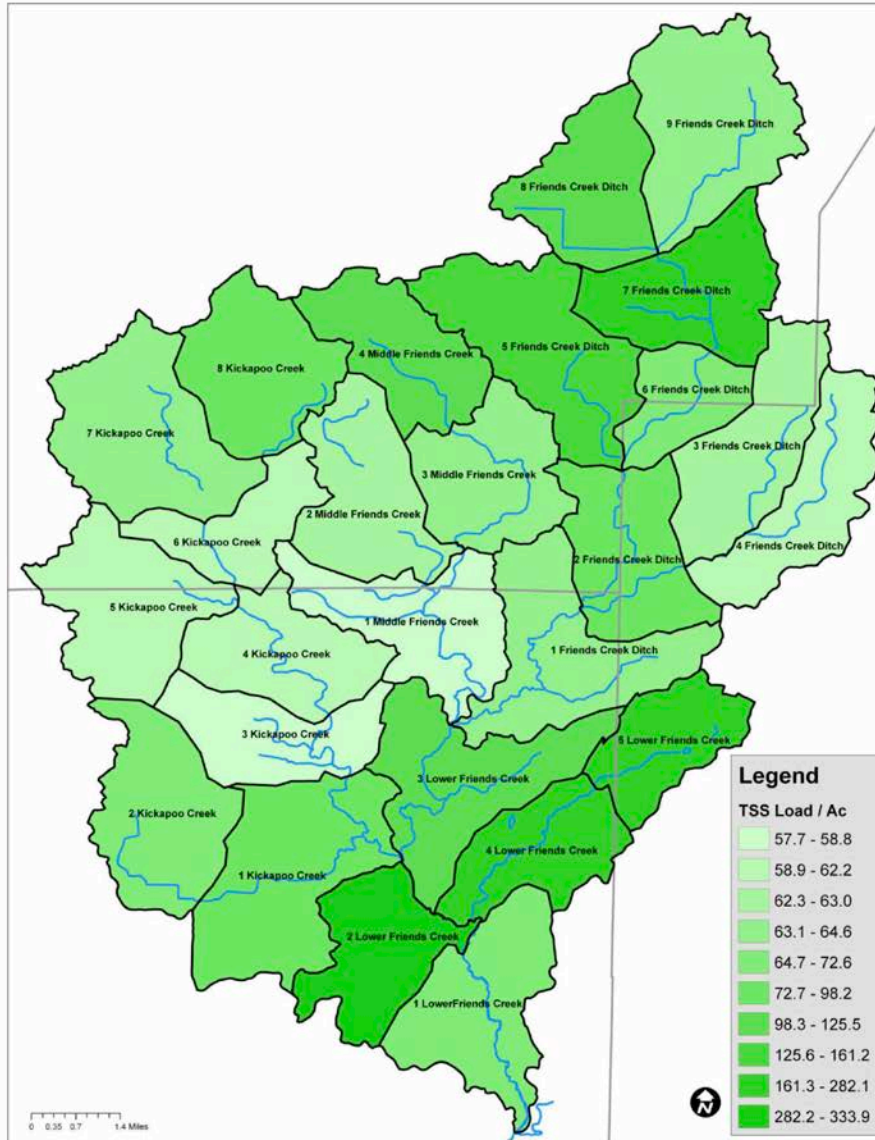 9 Friends Creek Ditch
8 Friends Creek Ditch
7 Friends Creek Ditch
5 Friends Creek Ditch
4 Middle Friends Creek
8 Kickapoo Creek
6 Friends Creek Ditch
7 Kickapoo Creek
3 Friends Creek Ditch
3 Middle Friends Creek
2 Middle Friends Creek
6 Kickapoo Creek
4 Friends Creek Ditch
2 Friends Creek Ditch
5 Kickapoo Creek
1 Middle Friends Creek
1 Friends Creek Ditch
4 Kickapoo Creek
3 Kickapoo Creek
5 Lower Friends Creek
3 Lower Friends Creek
2 Kickapoo Creek
4 Lower Friends Creek
1 Kickapoo Creek
2 Lower Friends Creek
1 LowerFriends Creek
Legend
TSS Load / Ac
57.7 - 58.8
58.9 - 62.2
62.3 - 63.0
63.1 - 64.6
64.7 - 72.6
72.7 - 98.2
98.3 - 125.5
125.6 - 161.2
161.3 - 282.1
282.2 - 333.9
N
0 0.35 0.7 1.4 Miles